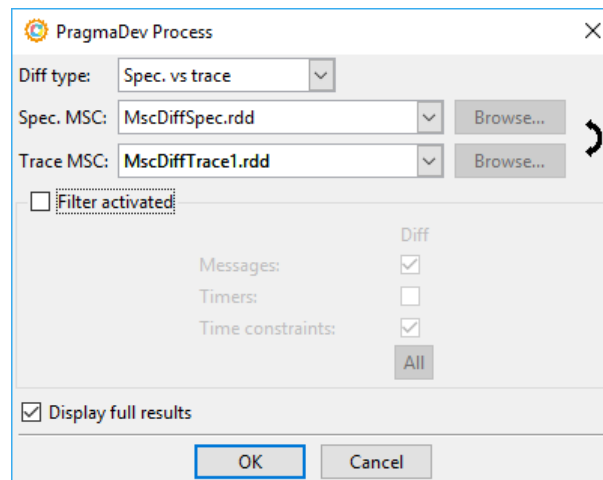 PragmaDev Process
Diff type: Spec. vs trace
Spec. MSC: MscDiffSpec.rdd Browse...
Trace MSC: MscDiffTrace1.rdd Browse...
Filter activated
Diff
Messages:
Timers:
Time constraints:
All
Display full results
OK Cancel